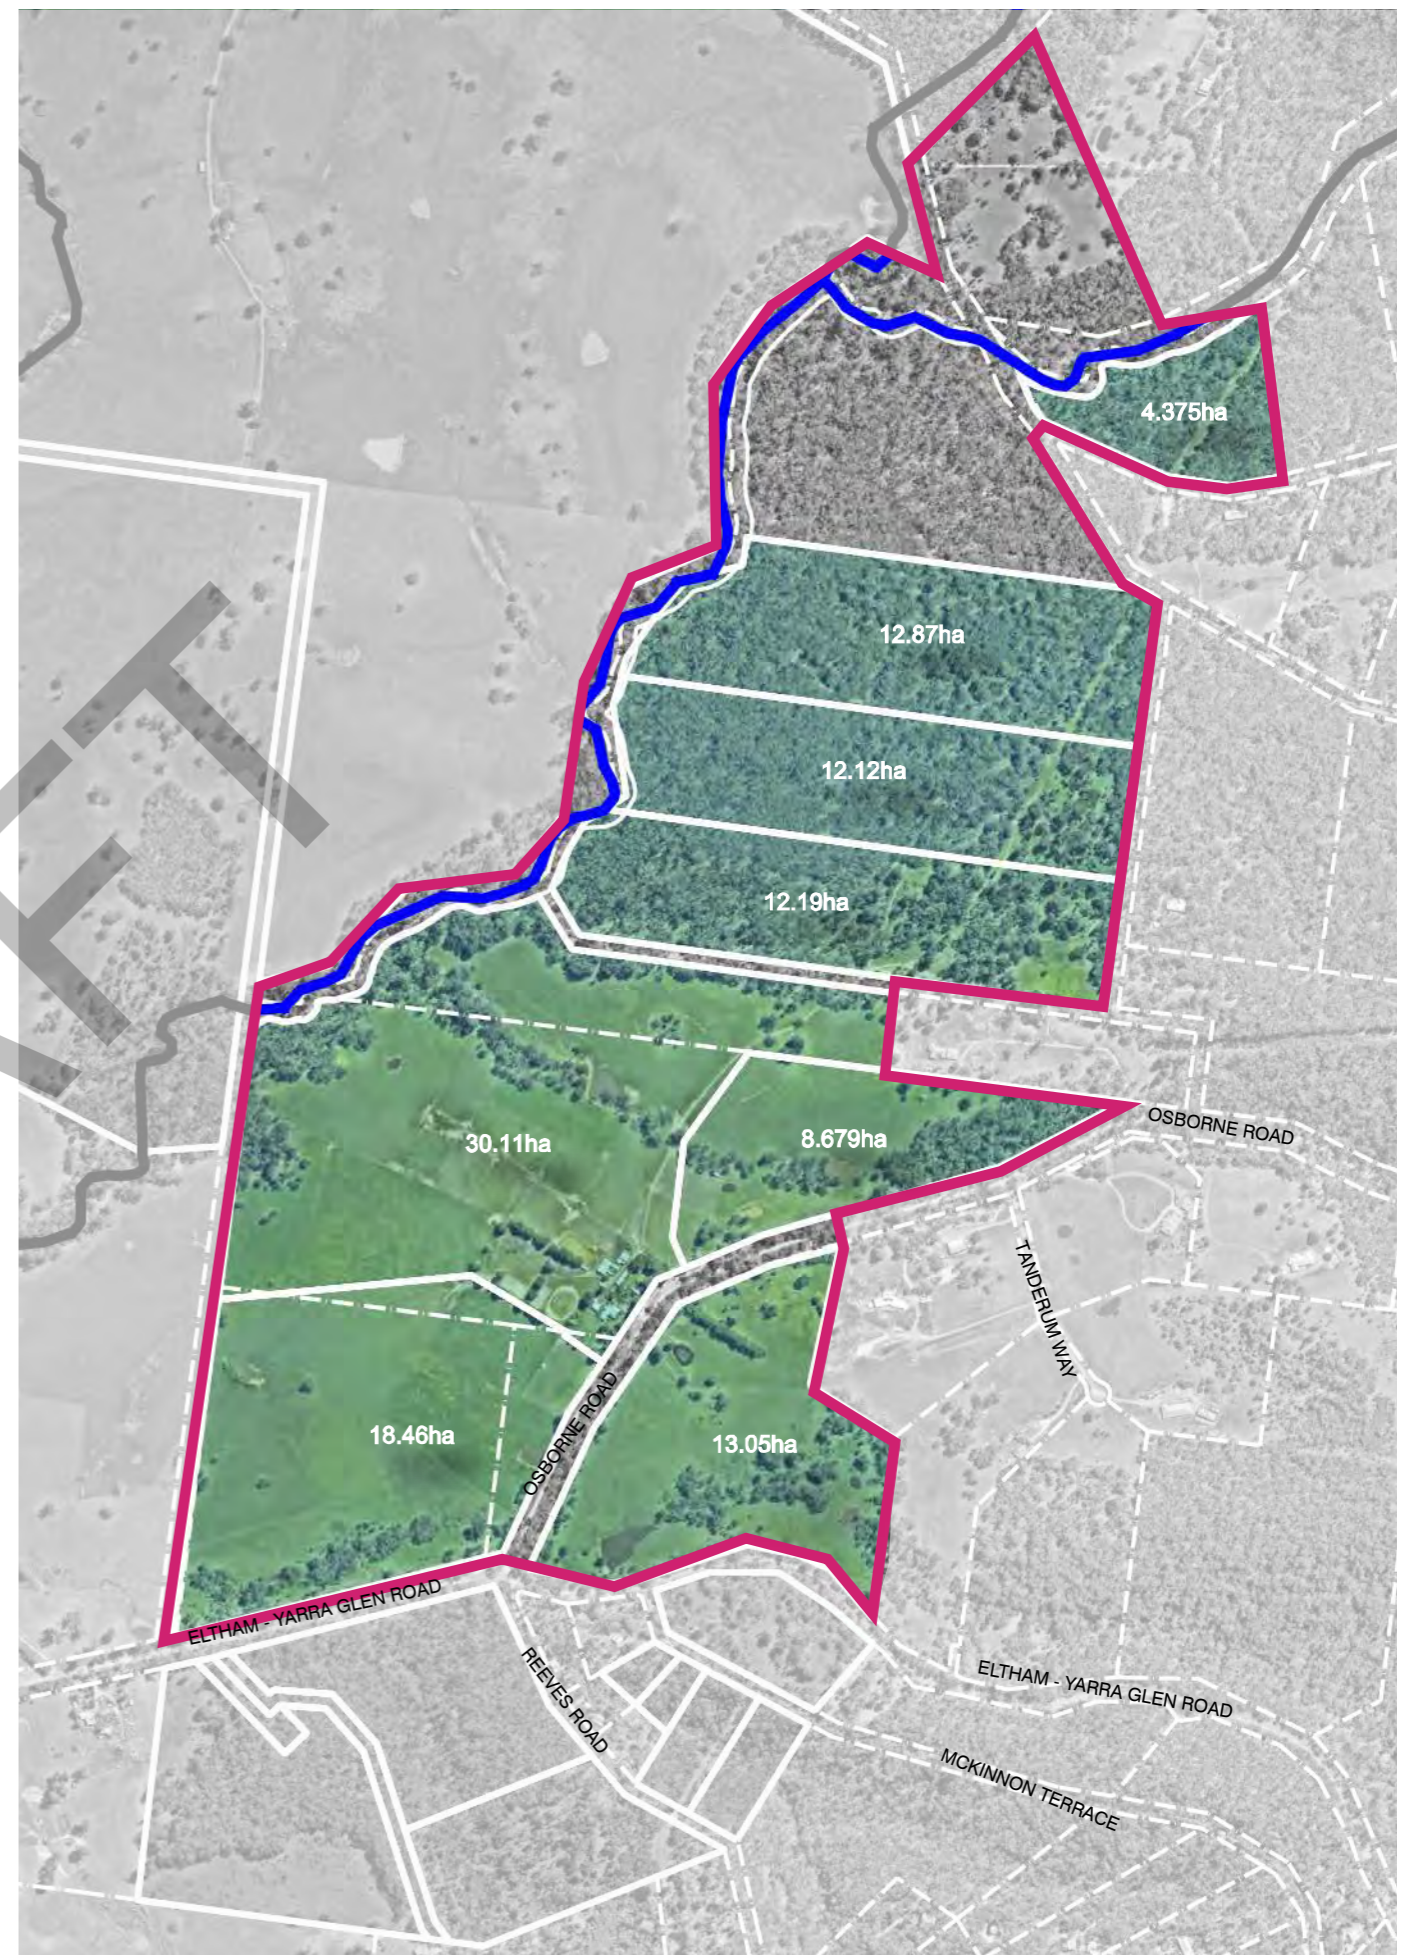 4.375ha
12.87ha
12.12ha
12.19ha
OSBORNE ROAD
30.11ha
8.679ha
TANDERUM WAY
18.46ha
OSBORNE ROAD
13.05ha
ELTHAM - YARRA GLEN ROAD
REEVES ROAD
ELTHAM - YARRA GLEN ROAD
MCKINNON TERRACE